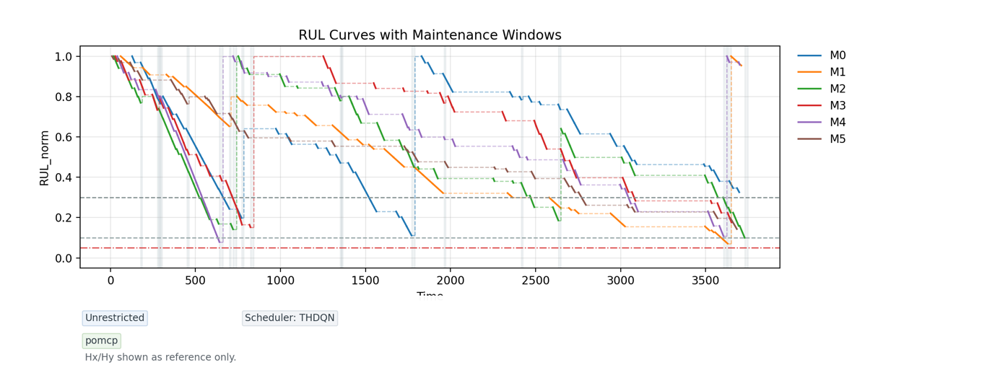 RUL Curves with Maintenance Windows
RUL_norm
1.0
0.8
0.6
0.4
0.2
0.0
0
500
1000
1500
2000
2500
3000
3500
Time
M0
M1
M2
M3
M4
M5
Unrestricted
Scheduler: THDQN
pomcp
Hx/Hy shown as reference only.